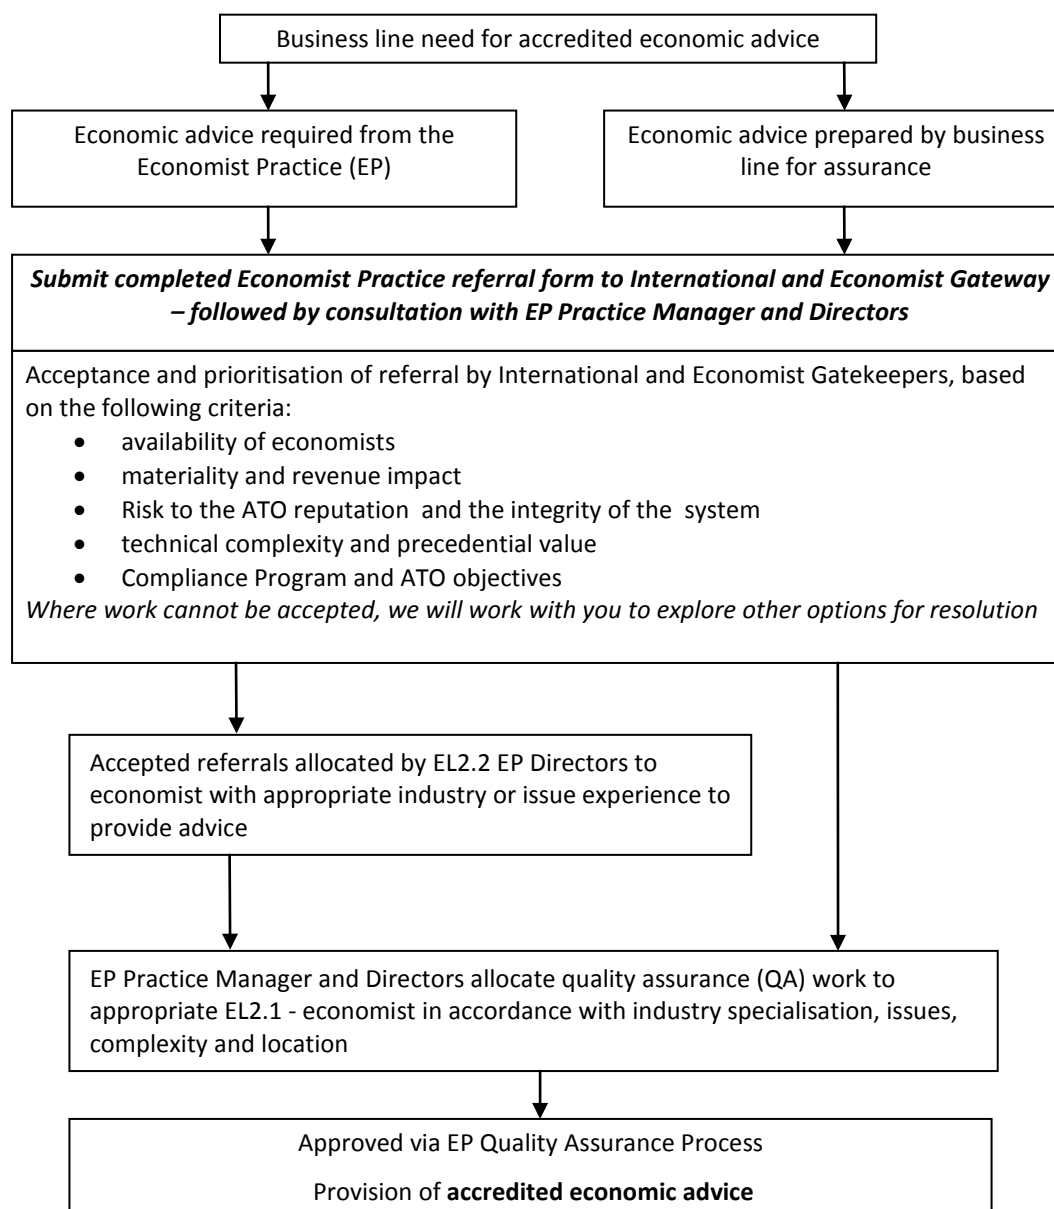 Business line need for accredited economic advice
Economic advice required from the
Economist Practice (EP)
Economic advice prepared by business
line for assurance
Submit completed Economist Practice referral form to International and Economist Gateway
– followed by consultation with EP Practice Manager and Directors
Acceptance and prioritisation of referral by International and Economist Gatekeepers, based
on the following criteria:
• availability of economists
• materiality and revenue impact
• Risk to the ATO reputation and the integrity of the system
• technical complexity and precedential value
• Compliance Program and ATO objectives
Where work cannot be accepted, we will work with you to explore other options for resolution
Accepted referrals allocated by EL2.2 EP Directors to
economist with appropriate industry or issue experience to
provide advice
EP Practice Manager and Directors allocate quality assurance (QA) work to
appropriate EL2.1 - economist in accordance with industry specialisation, issues,
complexity and location
Approved via EP Quality Assurance Process
Provision of accredited economic advice